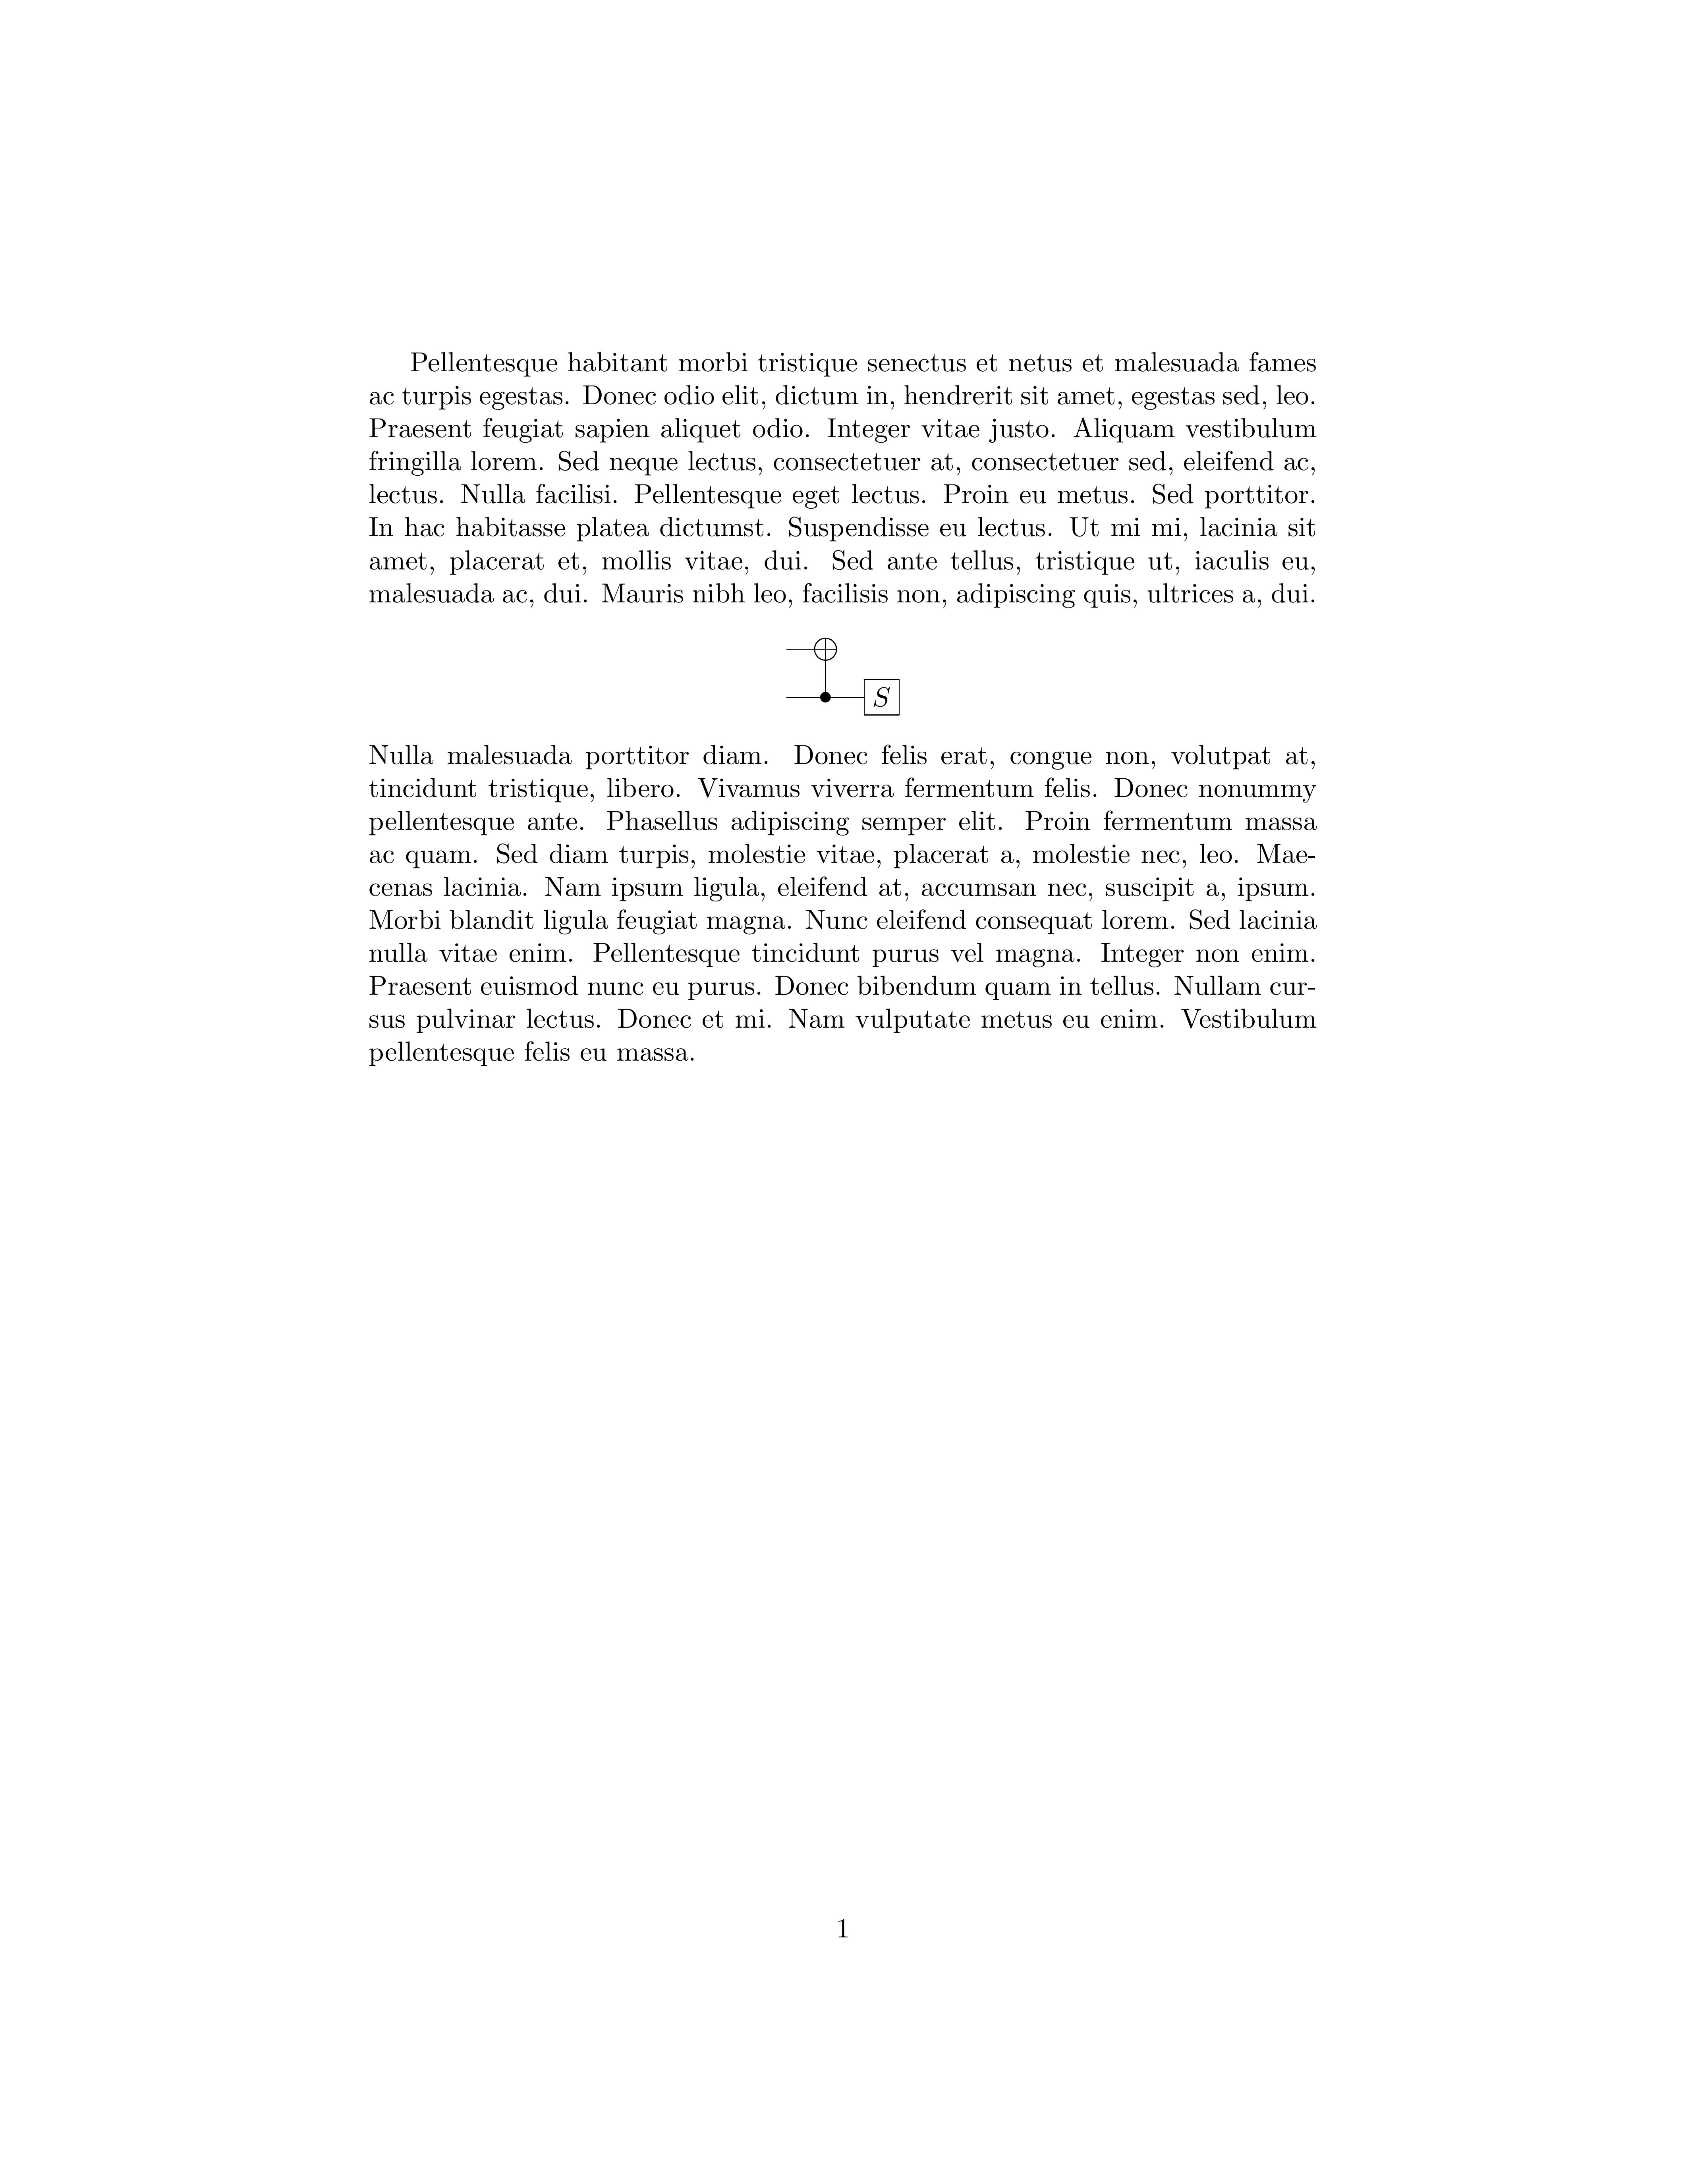 Pellentesque habitant morbi tristique senectus et netus et malesuada fames
ac turpis egestas. Donec odio elit, dictum in, hendrerit sit amet, egestas sed, leo.
Praesent feugiat sapien aliquet odio. Integer vitae justo. Aliquam vestibulum
fringilla lorem. Sed neque lectus, consectetuer at, consectetuer sed, eleifend ac,
lectus. Nulla facilisi. Pellentesque eget lectus. Proin eu metus. Sed porttitor.
In hac habitasse platea dictumst. Suspendisse eu lectus. Ut mi mi, lacinia sit
amet, placerat et, mollis vitae, dui. Sed ante tellus, tristique ut, iaculis eu,
malesuada ac, dui. Mauris nibh leo, facilisis non, adipiscing quis, ultrices a, dui.
S
Nulla malesuada porttitor diam. Donec felis erat, congue non, volutpat at,
tincidunt tristique, libero. Vivamus viverra fermentum felis. Donec nonummy
pellentesque ante. Phasellus adipiscing semper elit. Proin fermentum massa
ac quam. Sed diam turpis, molestie vitae, placerat a, molestie nec, leo. Mae-
cenas lacinia. Nam ipsum ligula, eleifend at, accumsan nec, suscipit a, ipsum.
Morbi blandit ligula feugiat magna. Nunc eleifend consequat lorem. Sed lacinia
nulla vitae enim. Pellentesque tincidunt purus vel magna. Integer non enim.
Praesent euismod nunc eu purus. Donec bibendum quam in tellus. Nullam cur-
sus pulvinar lectus. Donec et mi. Nam vulputate metus eu enim. Vestibulum
pellentesque felis eu massa.
1